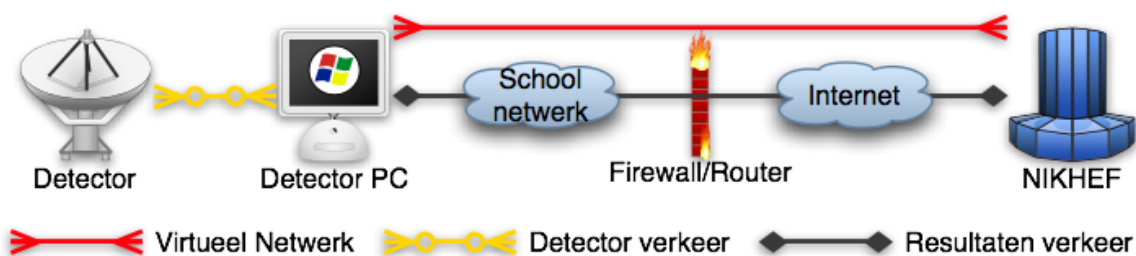 School
netwerk
Internet
Detector
Detector PC
Firewall/Router
NIKHEF
Virtueel Netwerk
Detector verkeer
Resultaten verkeer